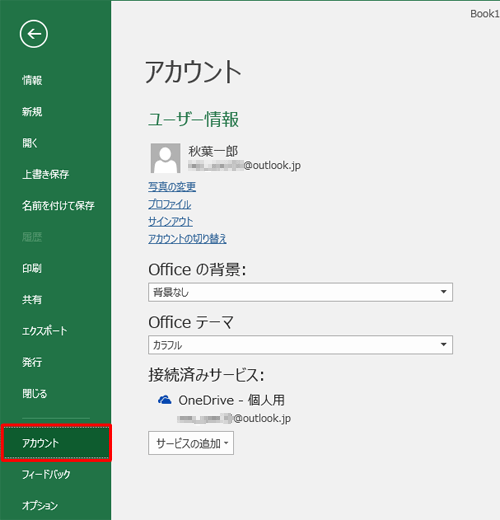 Book1
情報
新規
開く
上書き保存
名前を付けて保存
履歴
印刷
共有
エクスポート
発行
閉じる
アカウント
フィードバック
オプション
アカウント
ユーザー情報
秋葉一郎
@outlook.jp
写真の変更
プロファイル
サインアウト
アカウントの切り替え
Office の背景:
背景なし
Office テーマ
カラフル
接続済みサービス:
OneDrive - 個人用
@outlook.jp
サービスの追加